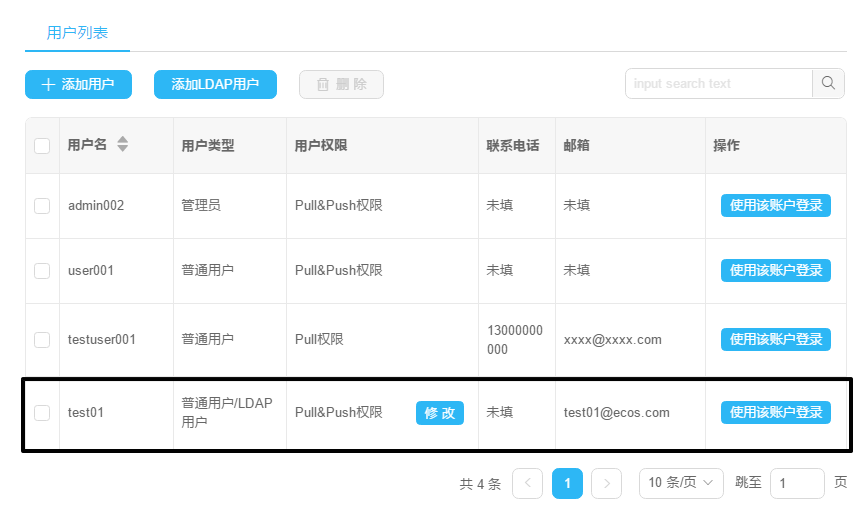 用户列表
添加用户 添加LDAP用户 删 除 input search text
用户名 用户类型 用户权限 联系电话 邮箱 操作
admin002 管理员 Pull&Push权限 未填 未填 使用该账户登录
user001 普通用户 Pull&Push权限 未填 未填 使用该账户登录
testuser001 普通用户 Pull权限 13000000
000 xxxx@xxxx.com 使用该账户登录
test01 普通用户/LDAP
用户 Pull&Push权限 修 改 未填 test01@ecos.com 使用该账户登录
共 4 条 1 10 条/页 跳至 1 页